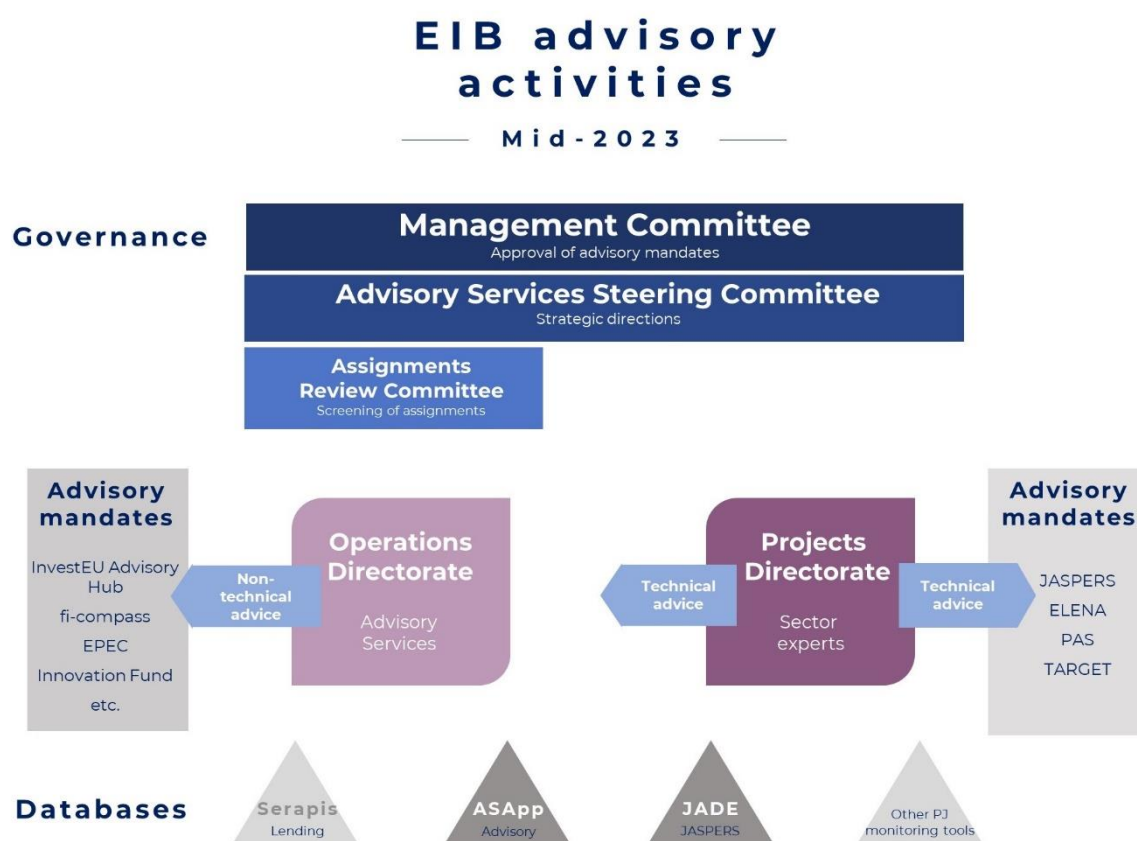 EIB advisory
activities
Mid-2023
Governance
Management Committee
Approval of advisory mandates
Advisory Services Steering Committee
Strategic directions
Assignments
Review Committee
Screening of assignments
Advisory
mandates
InvestEU Advisory
Hub
fi-compass
EPEC
Innovation Fund
etc.
Non-
technical
advice
Operations
Directorate
Advisory
Services
Technical
advice
Projects
Directorate
Sector
experts
Technical
advice
Advisory
mandates
JASPERS
ELENA
PAS
TARGET
Databases
Serapis
Lending
ASApp
Advisory
JADE
JASPERS
Other PJ
monitoring tools